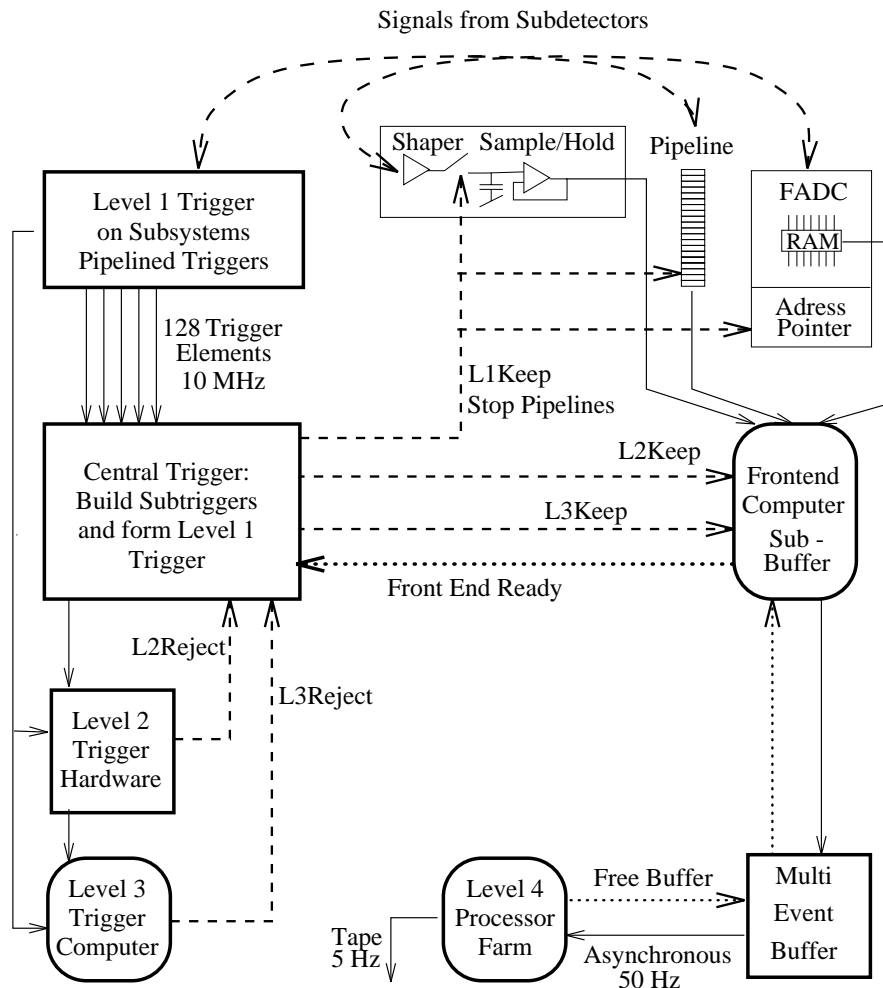 Signals from Subdetectors
Shaper
Sample/Hold
Pipeline
FADC
RAM
Adress
Pointer
Level 1 Trigger
on Subsystems
Pipelined Triggers
128 Trigger
Elements
10 MHz
L1Keep
Stop Pipelines
Central Trigger:
Build Subtriggers
and form Level 1
Trigger
L2Keep
L3Keep
Front End Ready
Frontend
Computer
Sub -
Buffer
L2Reject
L3Reject
Level 2
Trigger
Hardware
Level 3
Trigger
Computer
Tape
5 Hz
Level 4
Processor
Farm
Free Buffer
Asynchronous
50 Hz
Multi
Event
Buffer